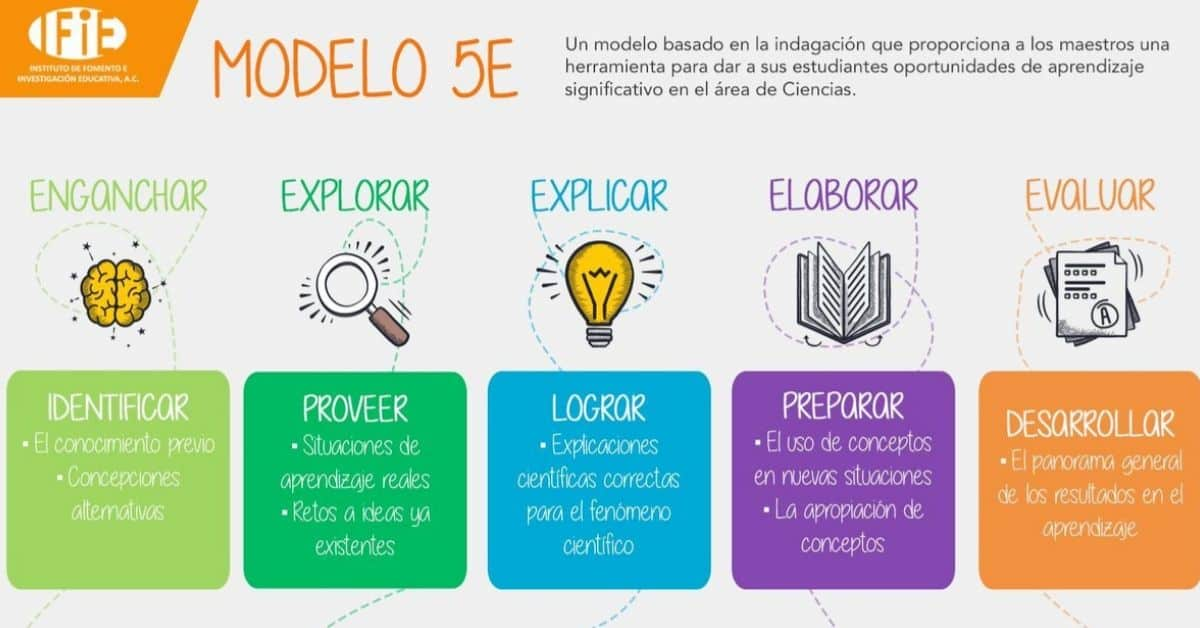 IFIE
INSTITUTO DE FOMENTO E
INVESTIGACIÓN EDUCATIVA, A.C.
MODELO 5E
Un modelo basado en la indagación que proporciona a los maestros una
herramienta para dar a sus estudiantes oportunidades de aprendizaje
significativo en el área de Ciencias.
ENGANCHAR
IDENTIFICAR
▪ El conocimiento previo
▪ Concepciones
alternativas
EXPLORAR
PROVEER
▪ Situaciones de
aprendizaje reales
▪ Retos a ideas ya
existentes
EXPLICAR
LOGRAR
▪ Explicaciones
científicas correctas
para el fenómeno
científico
ELABORAR
PREPARAR
▪ El uso de conceptos
en nuevas situaciones
▪ La apropiación de
conceptos
EVALUAR
A
DESARROLLAR
▪ El panorama general
de los resultados en el
aprendizaje